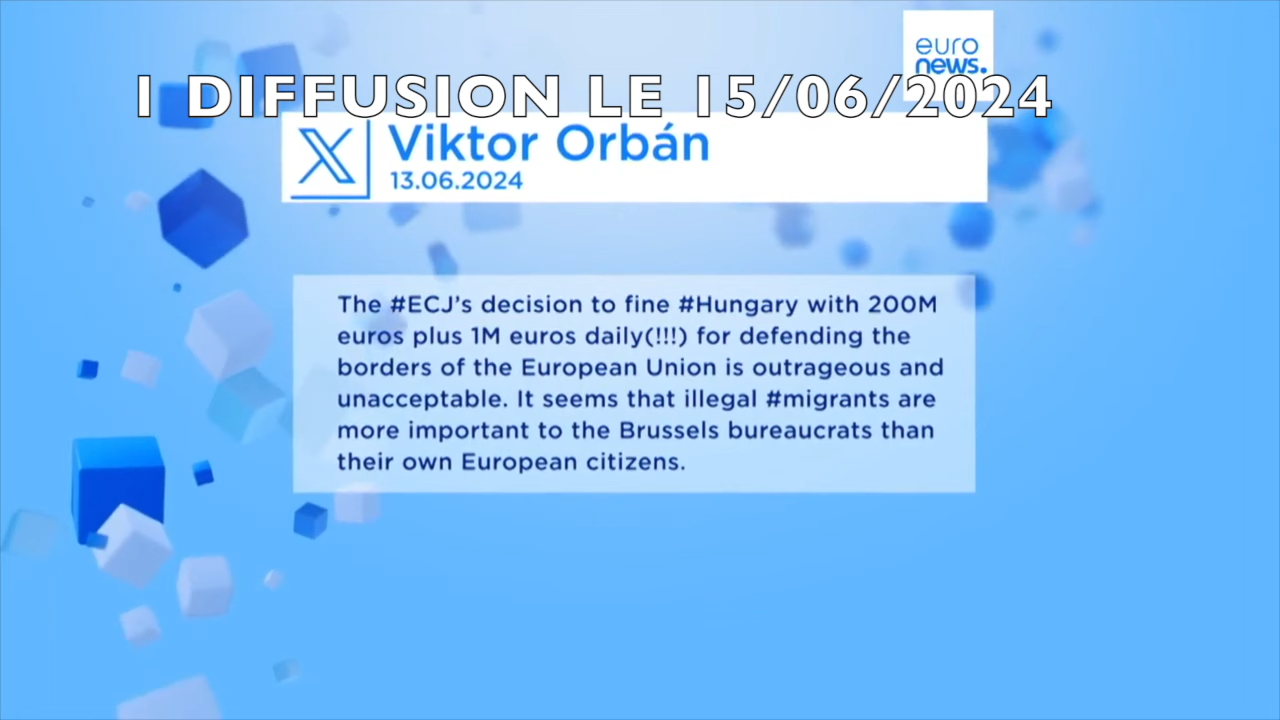 euro
news.
1 DIFFUSION LE 15/06/2024
X Viktor Orbán
13.06.2024
The #ECJ's decision to fine #Hungary with 200M
euros plus 1M euros daily(!!!) for defending the
borders of the European Union is outrageous and
unacceptable. It seems that illegal #migrants are
more important to the Brussels bureaucrats than
their own European citizens.